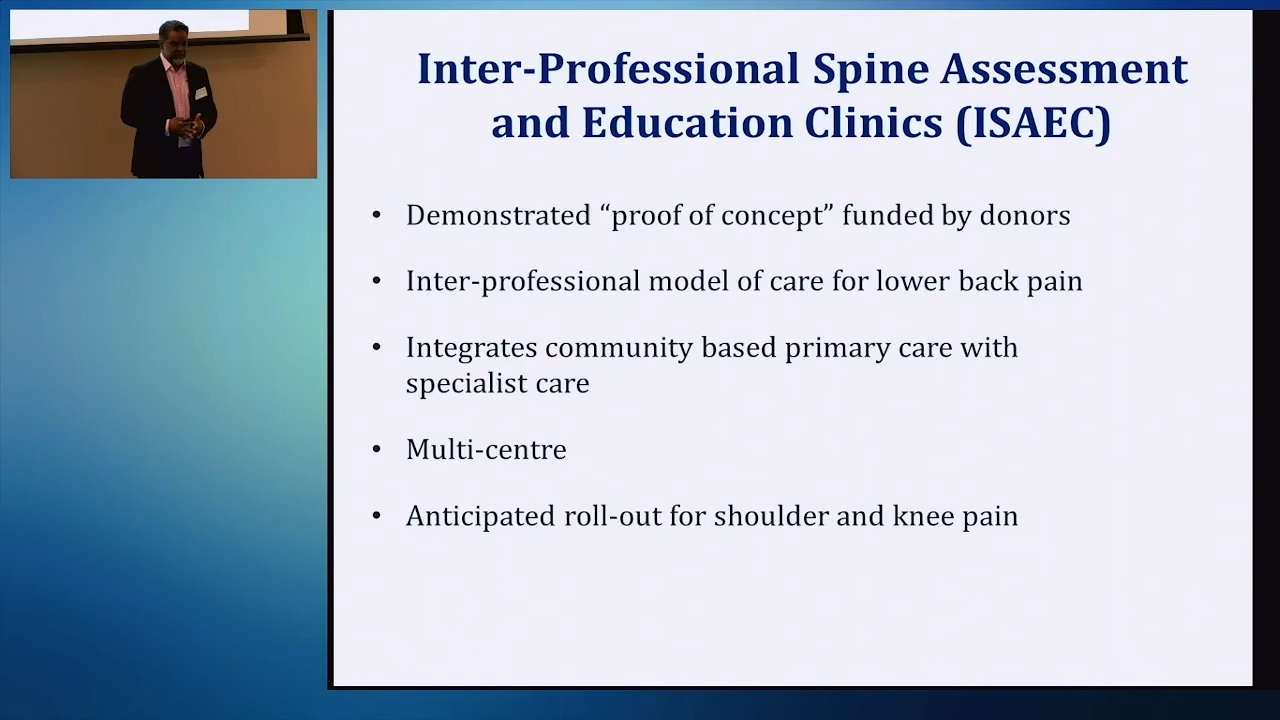 Inter-Professional Spine Assessment
and Education Clinics (ISAEC)
• Demonstrated “proof of concept” funded by donors
• Inter-professional model of care for lower back pain
• Integrates community based primary care with
specialist care
• Multi-centre
• Anticipated roll-out for shoulder and knee pain